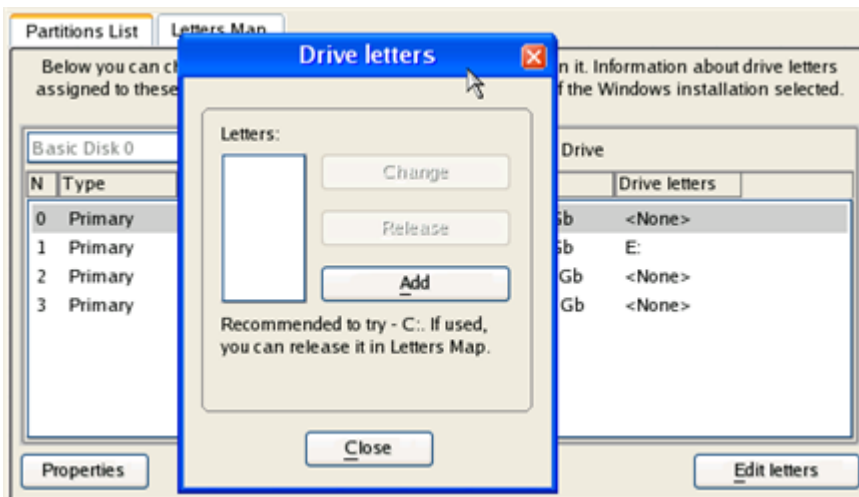 Partitions List Letters Map
Drive letters
Below you can ch n it. Information about drive letters
assigned to these f the Windows installation selected.
Letters:
Basic Disk 0 Drive
Change
N Type Drive letters
0 Primary Gb <None>
Release
1 Primary Gb E:
2 Primary Gb <None>
Add
3 Primary Gb <None>
Recommended to try - C:. If used,
you can release it in Letters Map.
Close
Properties Edit letters